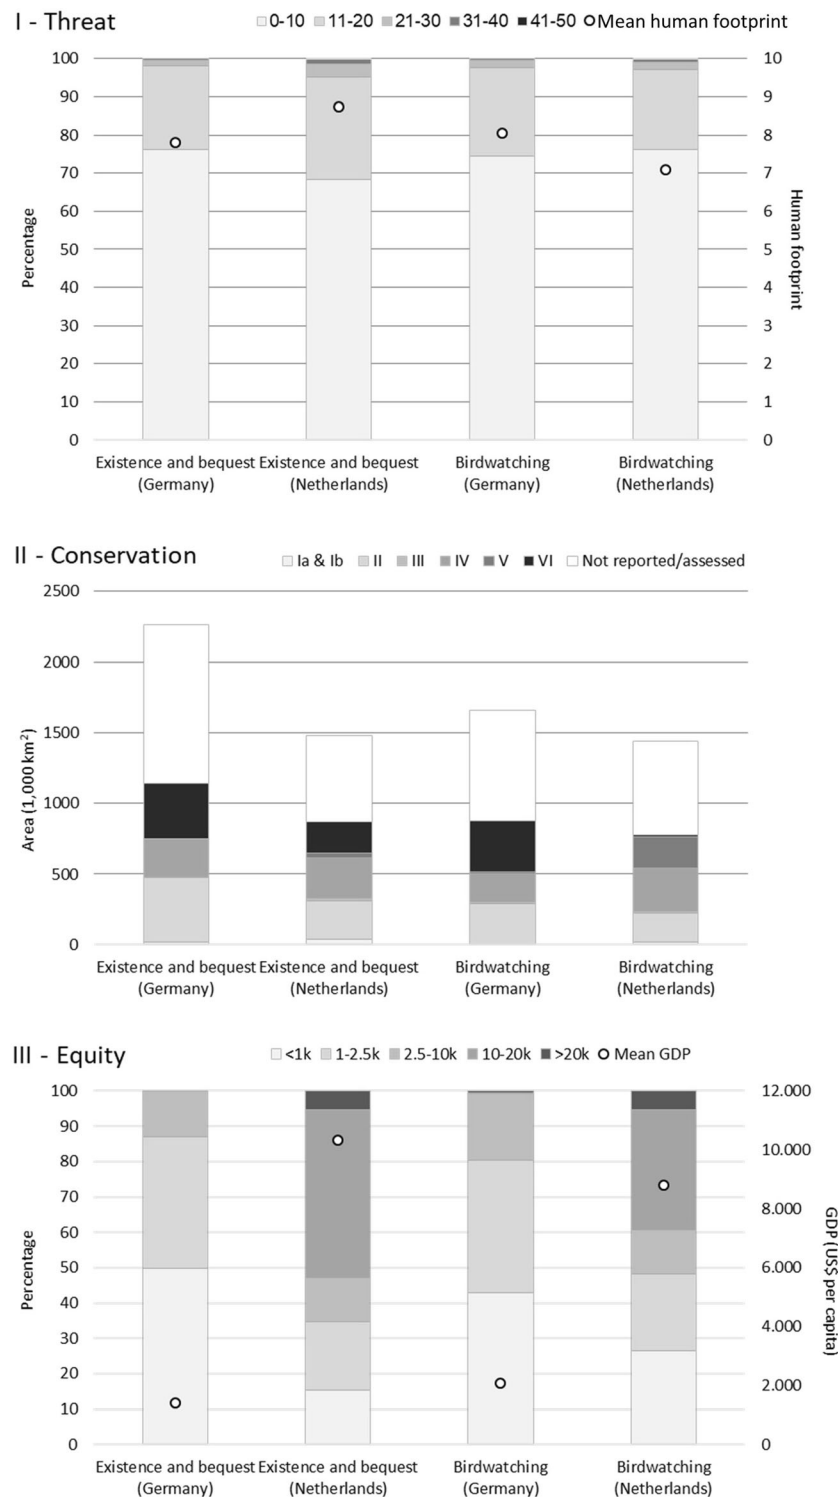 I - Threat
0-10 11-20 21-30 31-40 41-50 Mean human footprint
100
90
80
70
60
50
40
30
20
10
0
Percentage
10
9
8
7
6
5
4
3
2
1
0
Human footprint
Existence and bequest Existence and bequest Birdwatching Birdwatching
(Germany) (Netherlands) (Germany) (Netherlands)
II - Conservation
Ia & Ib II III IV V VI Not reported/assessed
2500
2000
1500
1000
500
0
Area (1,000 km²)
Existence and bequest Existence and bequest Birdwatching Birdwatching
(Germany) (Netherlands) (Germany) (Netherlands)
III - Equity
<1k 1-2.5k 2.5-10k 10-20k >20k Mean GDP
100
90
80
70
60
50
40
30
20
10
0
Percentage
12.000
10.000
8.000
6.000
4.000
2.000
0
GDP (US$ per capita)
Existence and bequest Existence and bequest Birdwatching Birdwatching
(Germany) (Netherlands) (Germany) (Netherlands)